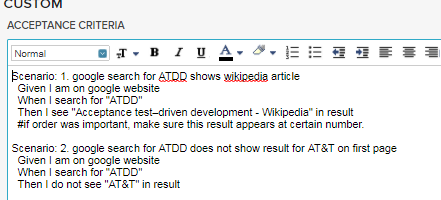 CUSTOM
ACCEPTANCE CRITERIA
Normal T B I U A
Scenario: 1. google search for ATDD shows wikipedia article
Given I am on google website
When I search for "ATDD"
Then I see "Acceptance test–driven development - Wikipedia" in result
#if order was important, make sure this result appears at certain number.
Scenario: 2. google search for ATDD does not show result for AT&T on first page
Given I am on google website
When I search for "ATDD"
Then I do not see "AT&T" in result